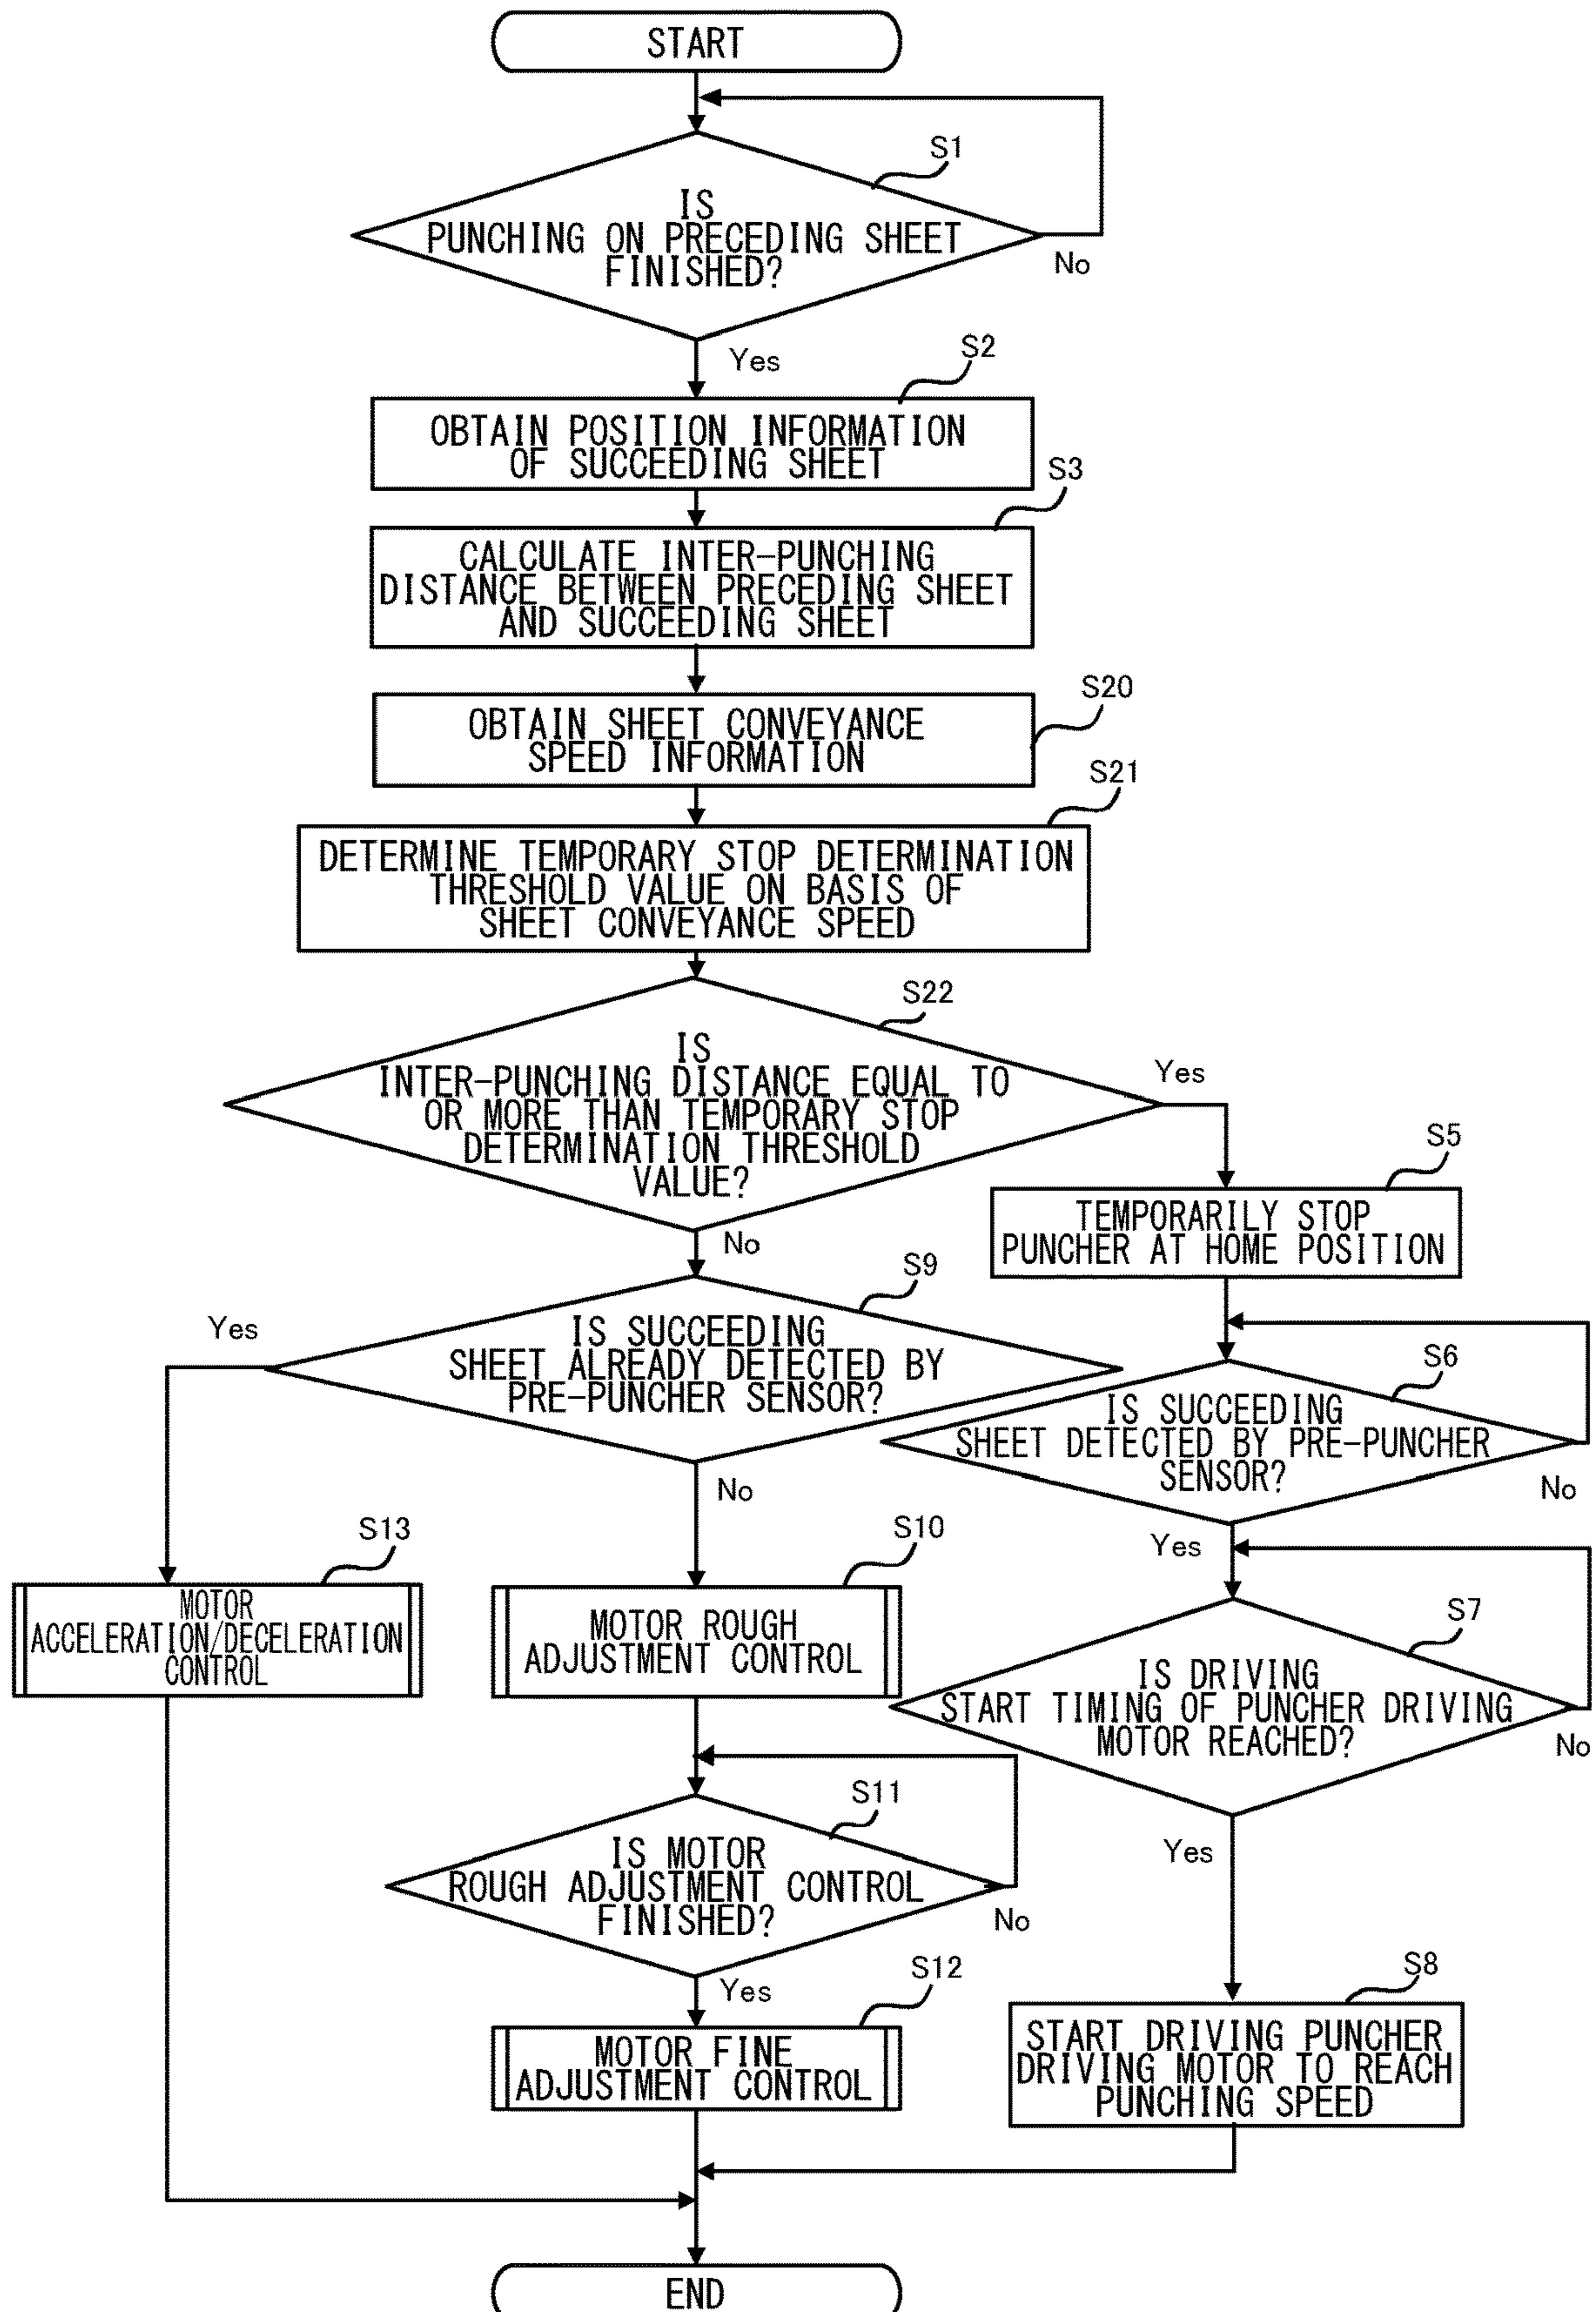 START
S1
IS
PUNCHING ON PRECEDING SHEET
FINISHED?
No
Yes
S2
OBTAIN POSITION INFORMATION
OF SUCCEEDING SHEET
S3
CALCULATE INTER-PUNCHING
DISTANCE BETWEEN PRECEDING SHEET
AND SUCCEEDING SHEET
S20
OBTAIN SHEET CONVEYANCE
SPEED INFORMATION
S21
DETERMINE TEMPORARY STOP DETERMINATION
THRESHOLD VALUE ON BASIS OF
SHEET CONVEYANCE SPEED
S22
IS
INTER-PUNCHING DISTANCE EQUAL TO
OR MORE THAN TEMPORARY STOP
DETERMINATION THRESHOLD
VALUE?
Yes
No
S5
TEMPORARILY STOP
PUNCHER AT HOME POSITION
S9
IS SUCCEEDING
SHEET ALREADY DETECTED BY
PRE-PUNCHER SENSOR?
Yes
No
S6
IS SUCCEEDING
SHEET DETECTED BY PRE-PUNCHER
SENSOR?
No
Yes
S13
MOTOR
ACCELERATION/DECELERATION
CONTROL
S10
MOTOR ROUGH
ADJUSTMENT CONTROL
S7
IS DRIVING
START TIMING OF PUNCHER DRIVING
MOTOR REACHED?
No
Yes
S11
IS MOTOR
ROUGH ADJUSTMENT CONTROL
FINISHED?
No
Yes
S12
MOTOR FINE
ADJUSTMENT CONTROL
S8
START DRIVING PUNCHER
DRIVING MOTOR TO REACH
PUNCHING SPEED
END